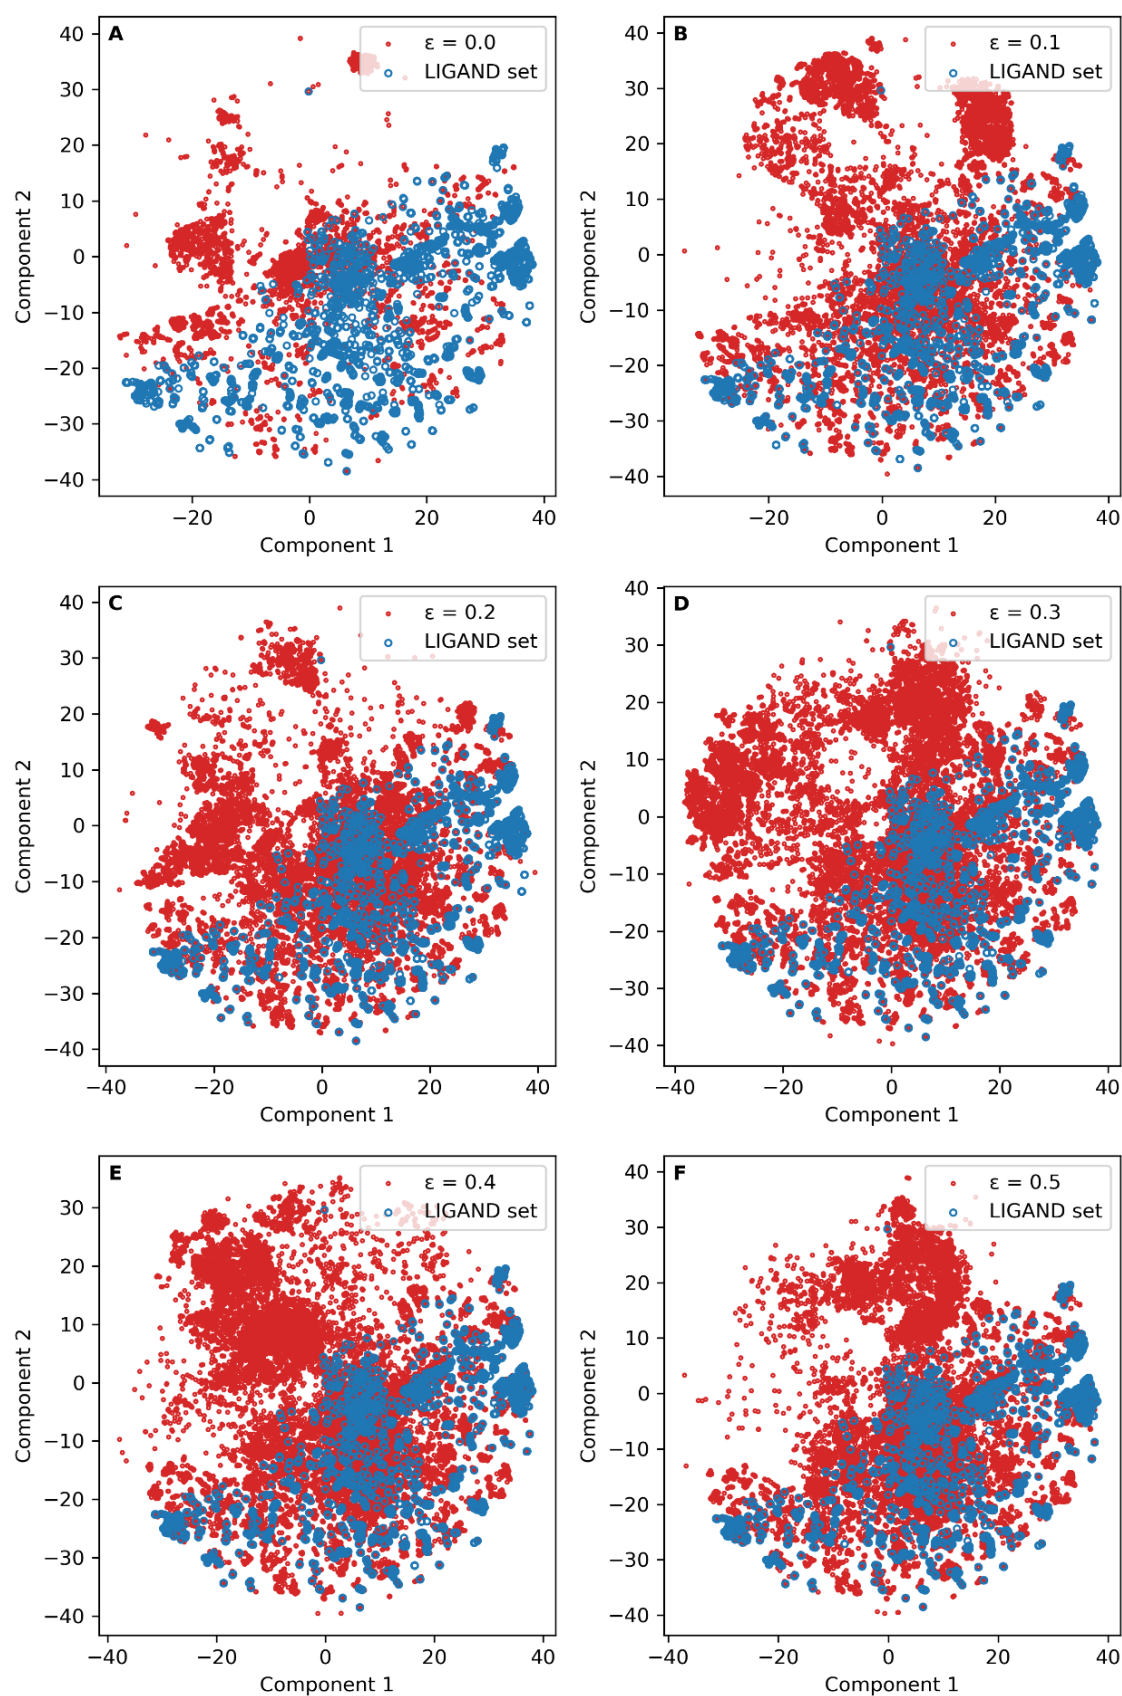 A
ε = 0.0
LIGAND set
40
30
20
10
0
−10
−20
−30
−40
Component 2
−20 0 20 40
Component 1
B
ε = 0.1
LIGAND set
40
30
20
10
0
−10
−20
−30
−40
Component 2
−20 0 20 40
Component 1
C
ε = 0.2
LIGAND set
40
30
20
10
0
−10
−20
−30
−40
Component 2
−40 −20 0 20 40
Component 1
D
ε = 0.3
LIGAND set
40
30
20
10
0
−10
−20
−30
−40
Component 2
−40 −20 0 20 40
Component 1
E
ε = 0.4
LIGAND set
30
20
10
0
−10
−20
−30
−40
Component 2
−40 −20 0 20 40
Component 1
F
ε = 0.5
LIGAND set
40
30
20
10
0
−10
−20
−30
−40
Component 2
−40 −20 0 20 40
Component 1